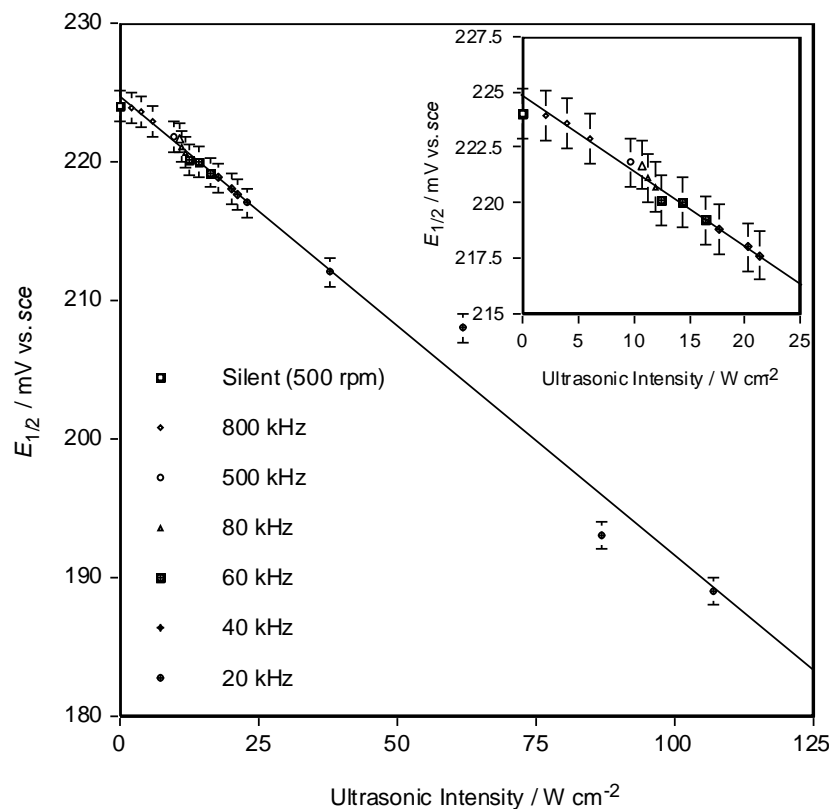 230
220
210
200
190
180
0
25
50
75
100
125
E1/2 / mV vs. sce
Ultrasonic Intensity / W cm-2
Silent (500 rpm)
800 kHz
500 kHz
80 kHz
60 kHz
40 kHz
20 kHz
227.5
225
222.5
220
217.5
215
0
5
10
15
20
25
E1/2 / mV vs. sce
Ultrasonic Intensity / W cm-2